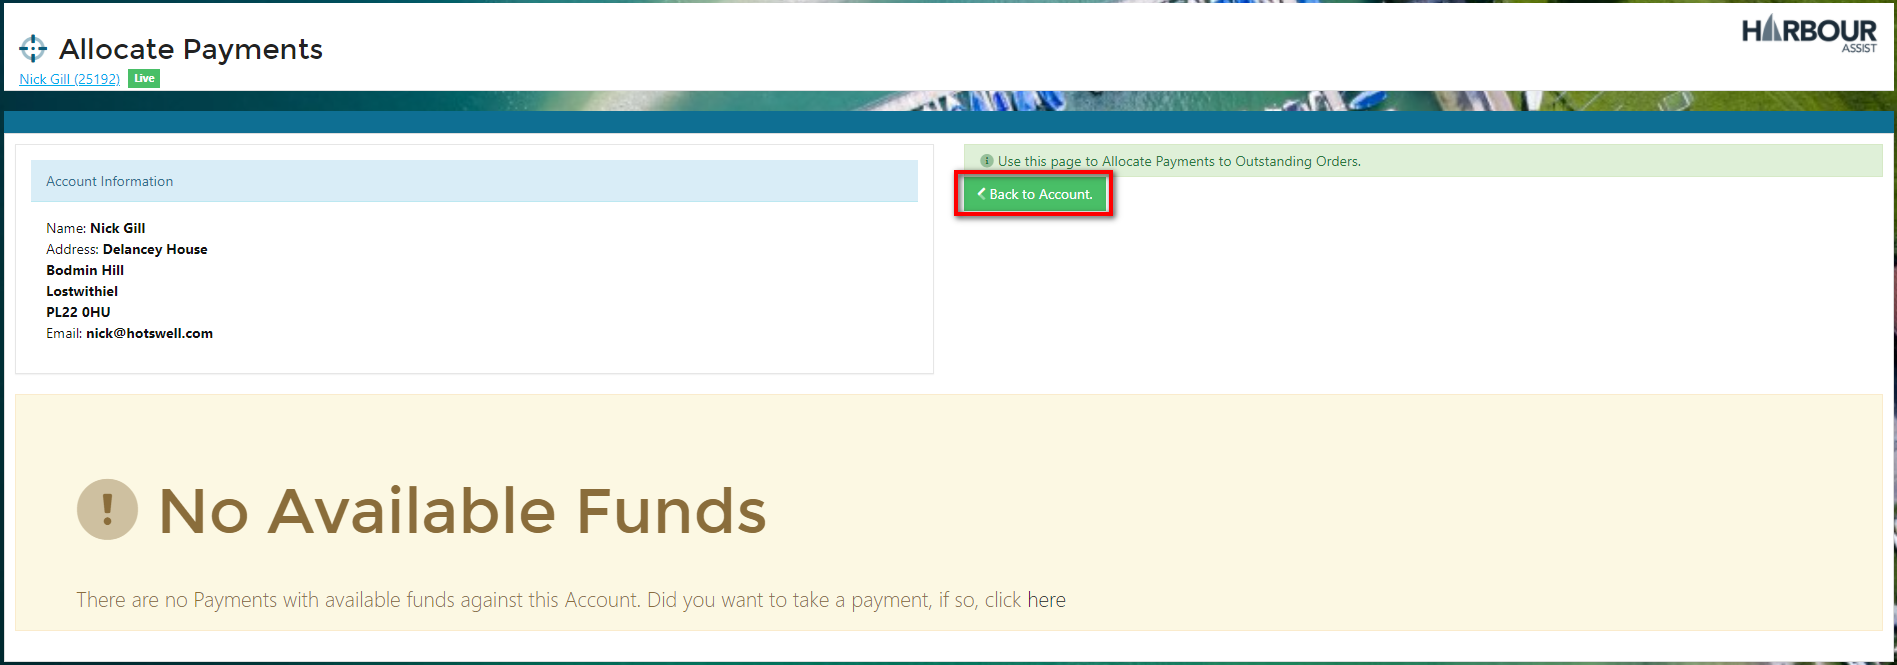 Allocate Payments
Nick Gill (25192) Live
HARBOUR
ASSIST
Account Information
Name: Nick Gill
Address: Delancey House
Bodmin Hill
Lostwithiel
PL22 0HU
Email: nick@hotswell.com
Use this page to Allocate Payments to Outstanding Orders.
Back to Account.
No Available Funds
There are no Payments with available funds against this Account. Did you want to take a payment, if so, click here